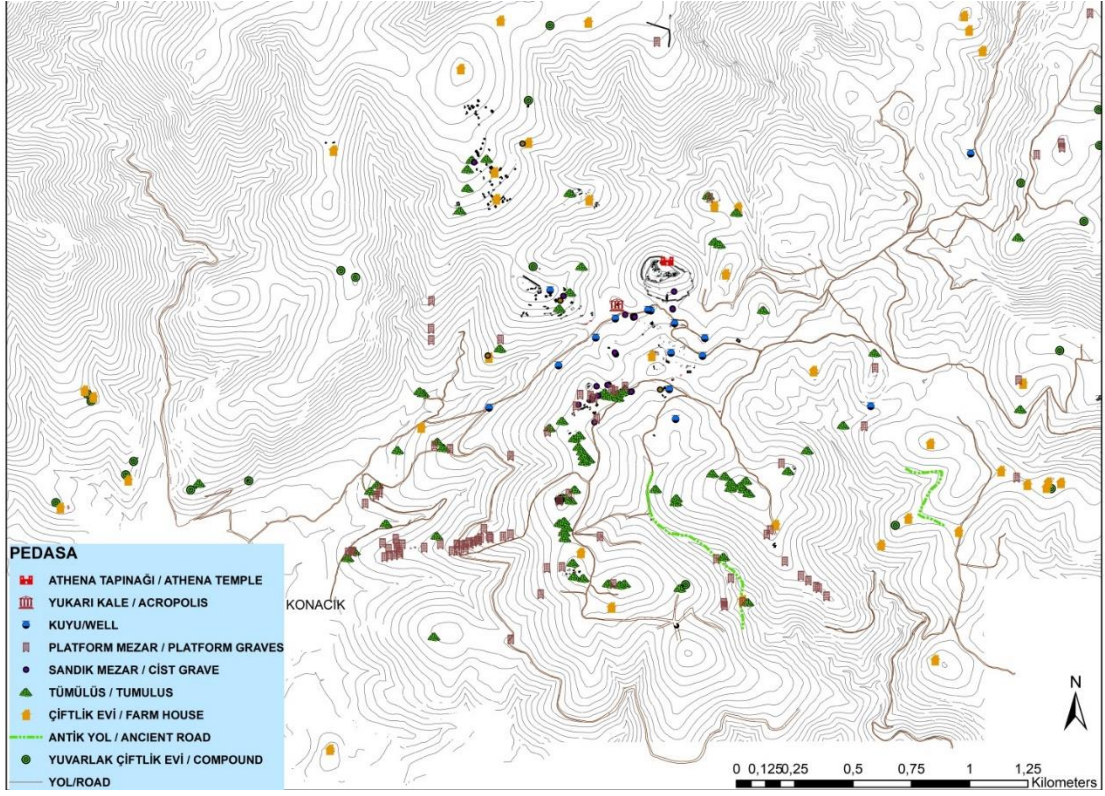 PEDASA
ATHENA TAPINAĞI / ATHENA TEMPLE
YUKARI KALE / ACROPOLIS
KUYU/WELL
PLATFORM MEZAR / PLATFORM GRAVES
SANDIK MEZAR / CİST GRAVE
TÜMÜLÜS / TUMULUS
ÇİFTLİK EVİ / FARM HOUSE
ANTİK YOL / ANCIENT ROAD
YUVARLAK ÇİFTLİK EVİ / COMPOUND
YOL/ROAD
KONACIK
N
0 0,1250,25 0,5 0,75 1 1,25
Kilometers